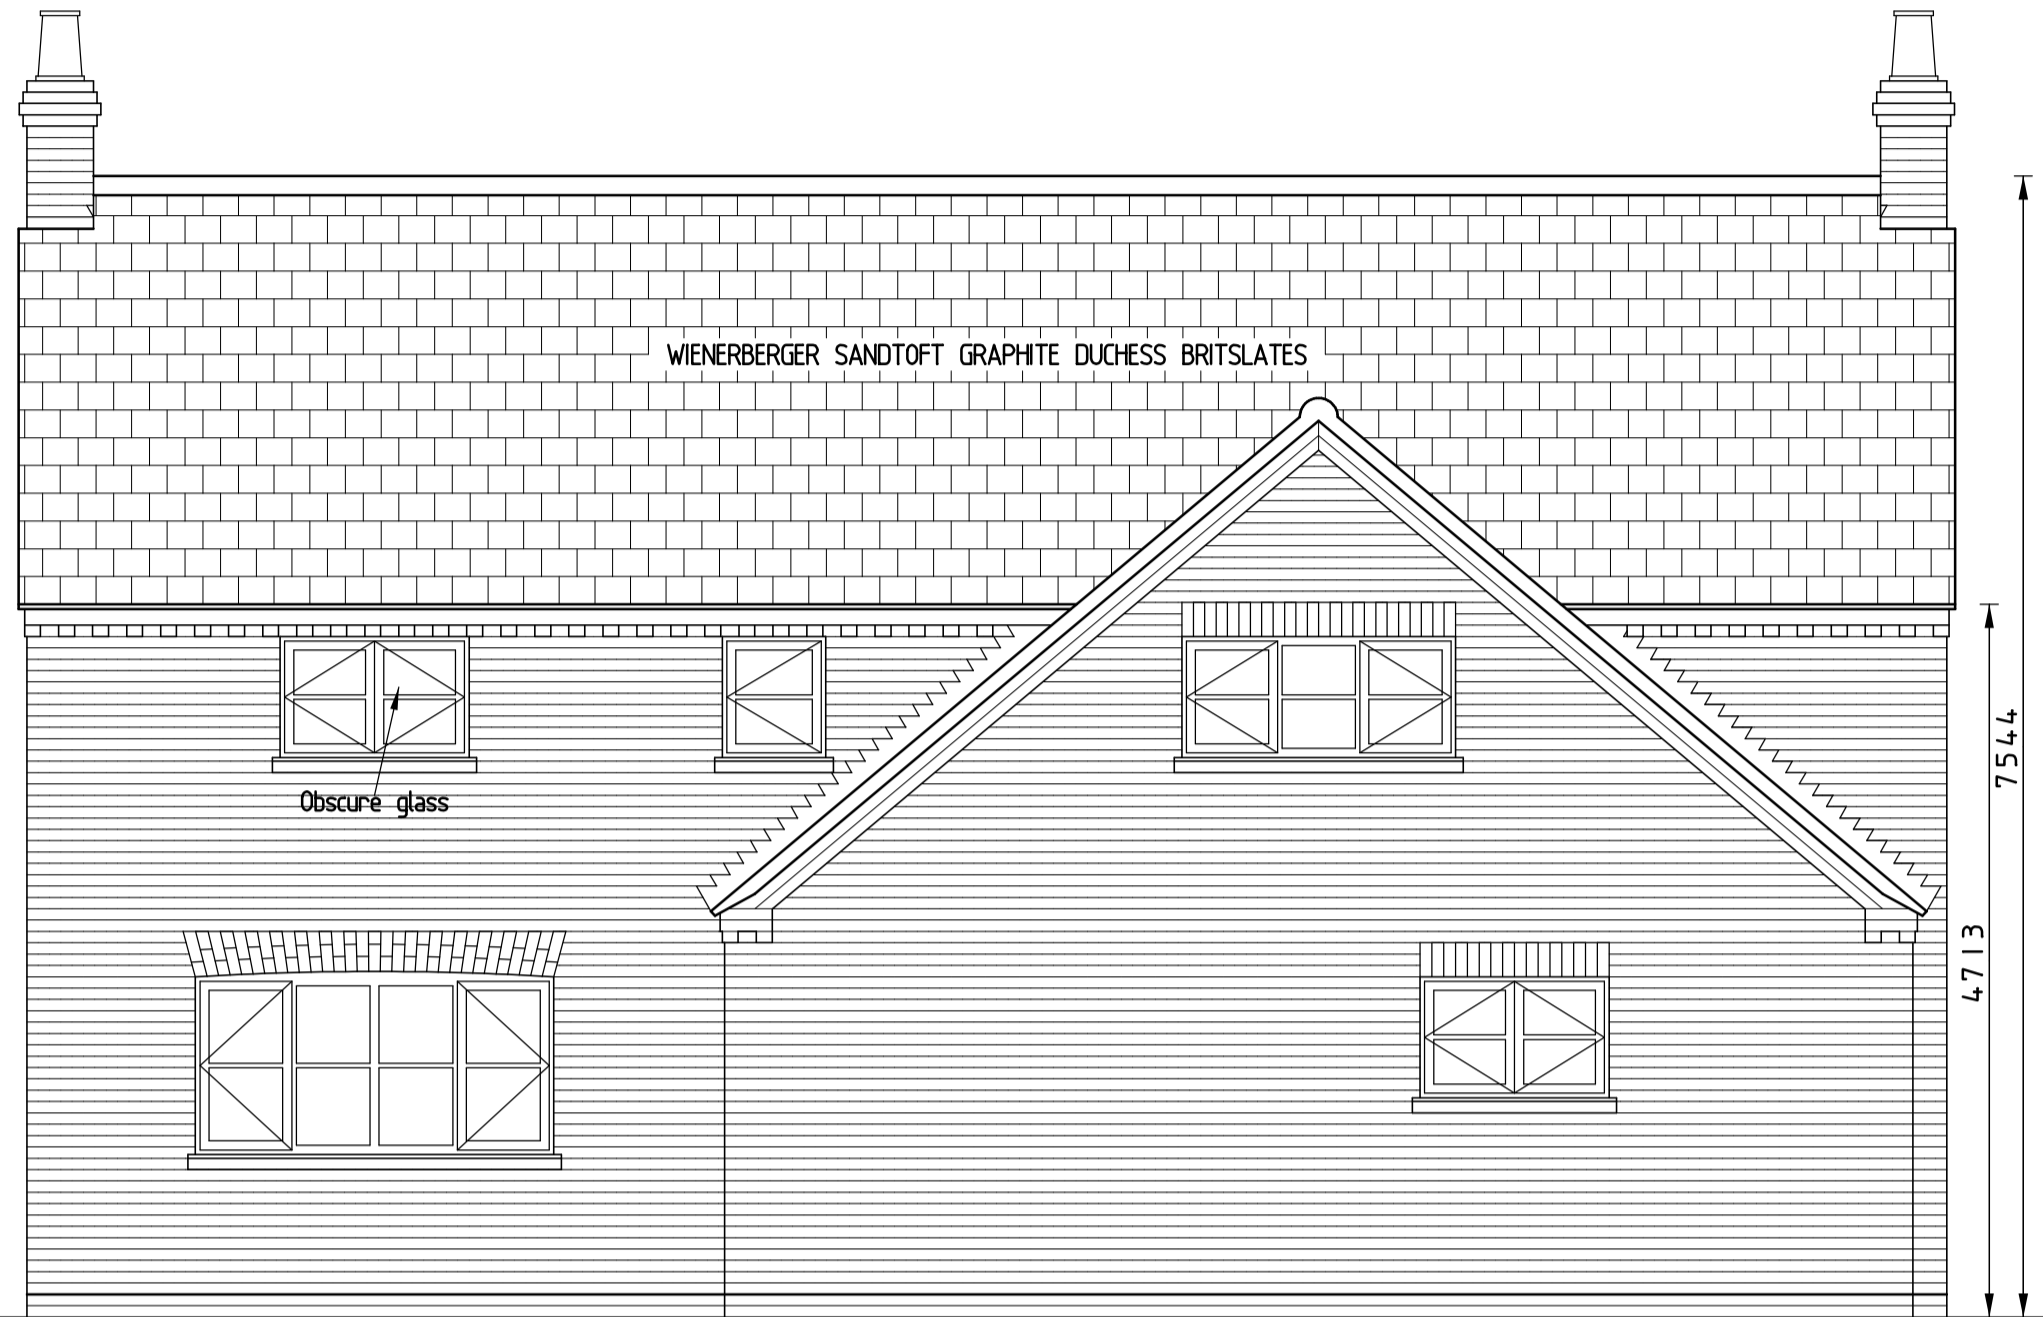 WIENERBERGER SANDTOFT GRAPHITE DUCHESS BRITSLATES
Obscure glass
7544
4713